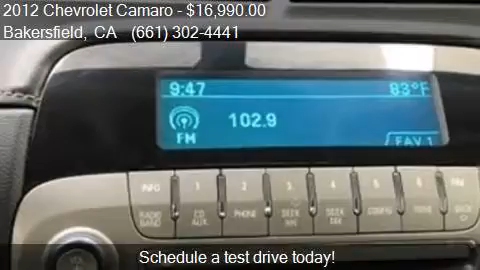 2012 Chevrolet Camaro - $16,990.00
Bakersfield, CA (661) 302-4441
9:47 83°F
102.9
FM FAV 1
INFO 1 2 3 4 5 6
RADIO BAND CD AUX PHONE SEEK SEEK CONFIG TONE
Schedule a test drive today!